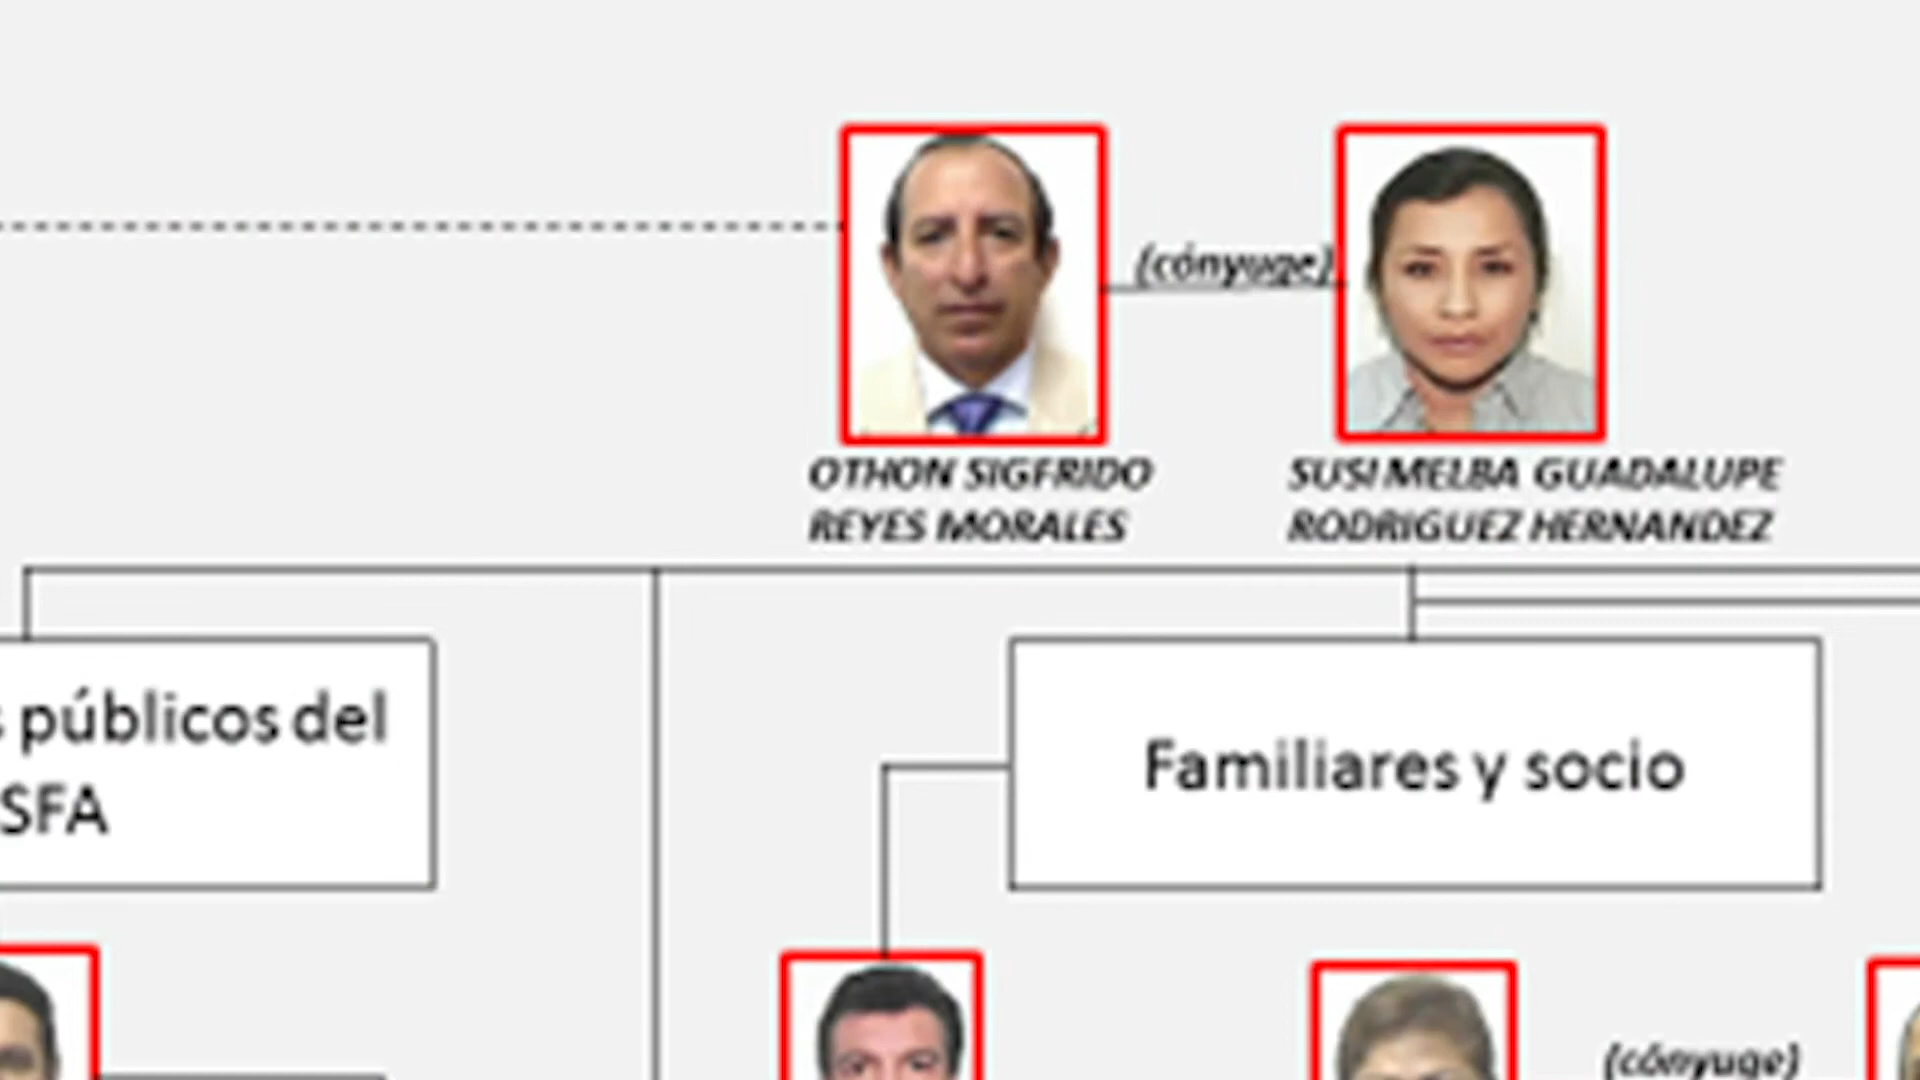 (cónyuge)
OTHON SIGFRIDO
REYES MORALES
SUSI MELBA GUADALUPE
RODRIGUEZ HERNANDEZ
s públicos del
SFA
Familiares y socio
(cónyuge)